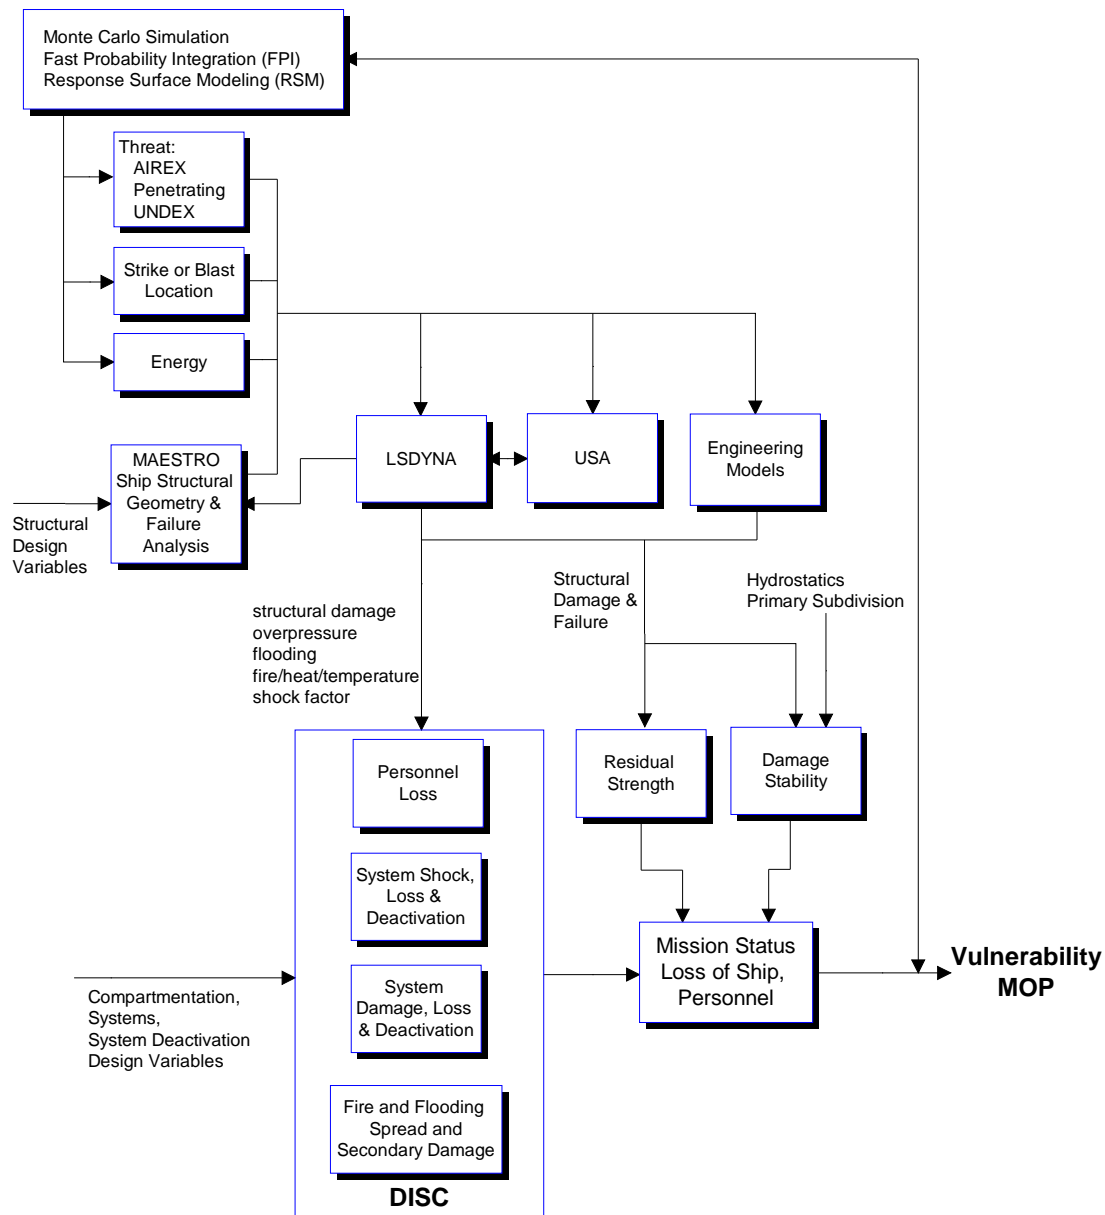 Monte Carlo Simulation
Fast Probability Integration (FPI)
Response Surface Modeling (RSM)
Threat:
AIREX
Penetrating
UNDEX
Strike or Blast
Location
Energy
LSDYNA
USA
Engineering
Models
MAESTRO
Ship Structural
Geometry &
Failure
Analysis
Structural
Design
Variables
structural damage
overpressure
flooding
fire/heat/temperature
shock factor
Structural
Damage &
Failure
Hydrostatics
Primary Subdivision
Personnel
Loss
Residual
Strength
Damage
Stability
System Shock,
Loss &
Deactivation
System
Damage, Loss
& Deactivation
Mission Status
Loss of Ship,
Personnel
Vulnerability
MOP
Compartmentation,
Systems,
System Deactivation
Design Variables
Fire and Flooding
Spread and
Secondary Damage
DISC